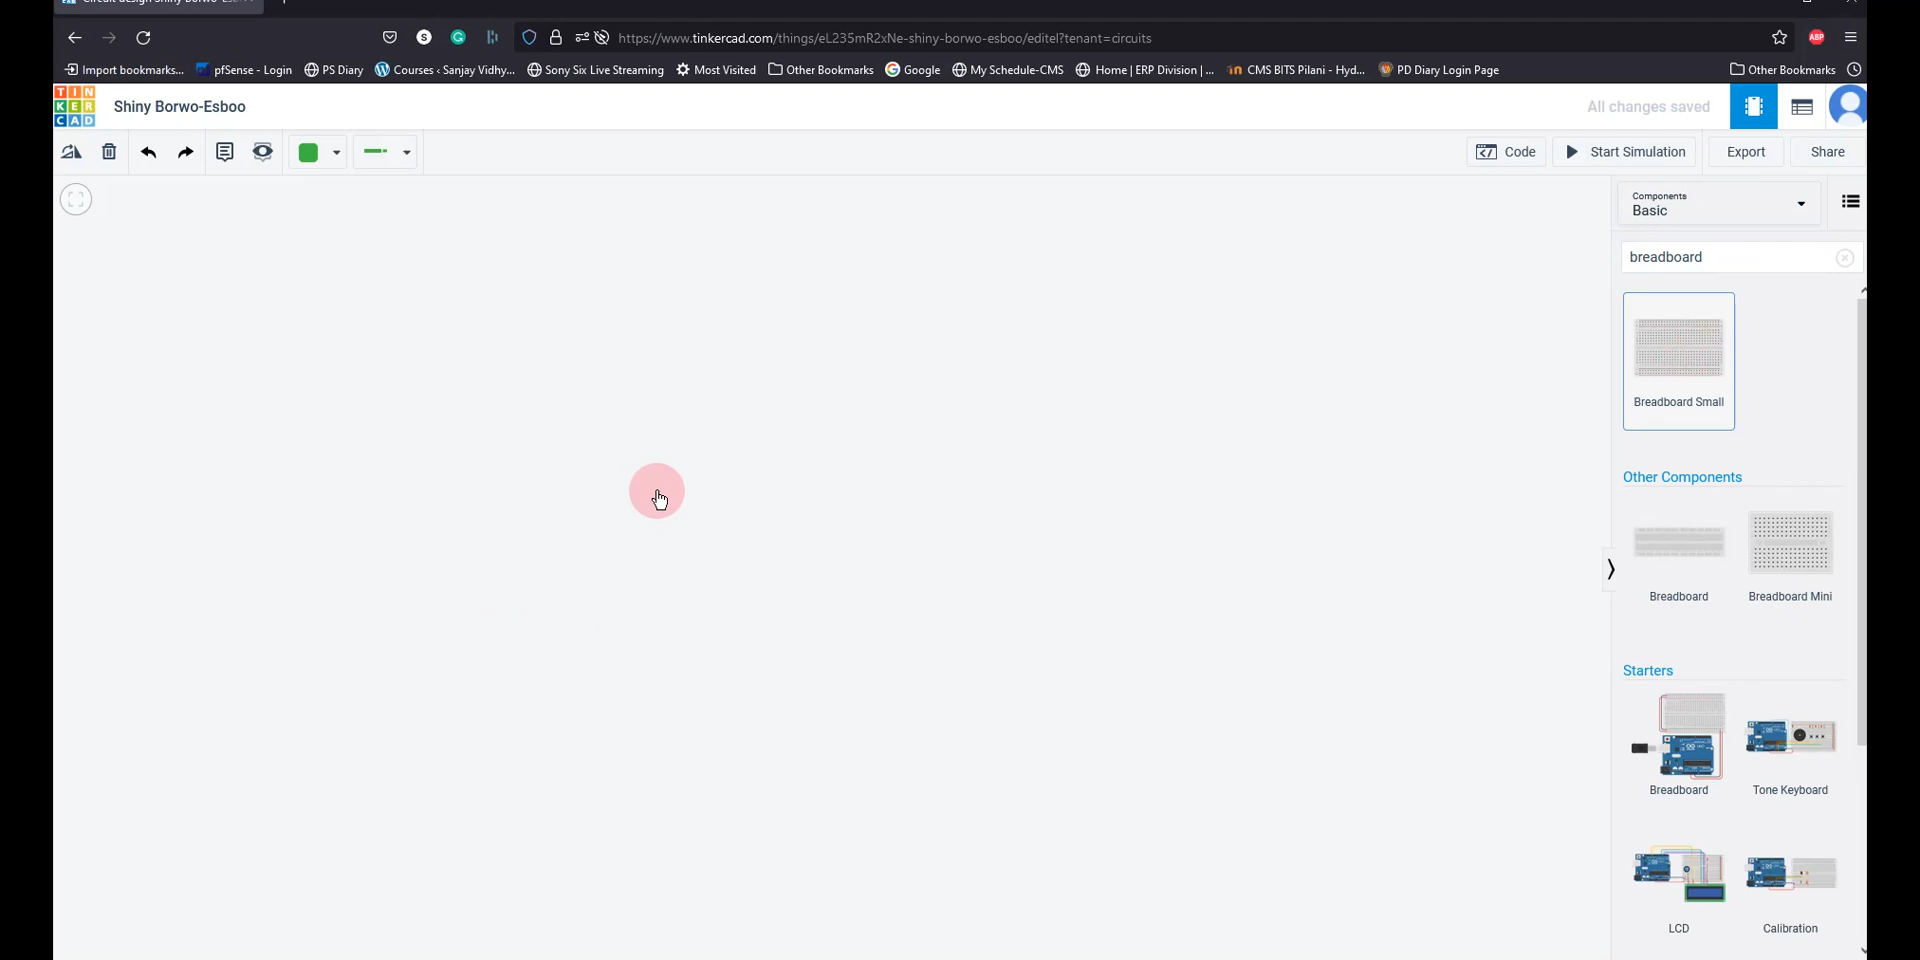 https://www.tinkercad.com/things/eL235mR2xNe-shiny-borwo-esboo/editel?tenant=circuits
Import bookmarks... pfSense - Login PS Diary Courses ‹ Sanjay Vidhy... Sony Six Live Streaming Most Visited Other Bookmarks Google My Schedule-CMS Home | ERP Division | ... CMS BITS Pilani - Hyd... PD Diary Login Page Other Bookmarks
TIN
KER
CAD
Shiny Borwo-Esboo
All changes saved
Code Start Simulation Export Share
Components
Basic
breadboard
Breadboard Small
Other Components
Breadboard Breadboard Mini
Starters
Breadboard Tone Keyboard
LCD Calibration